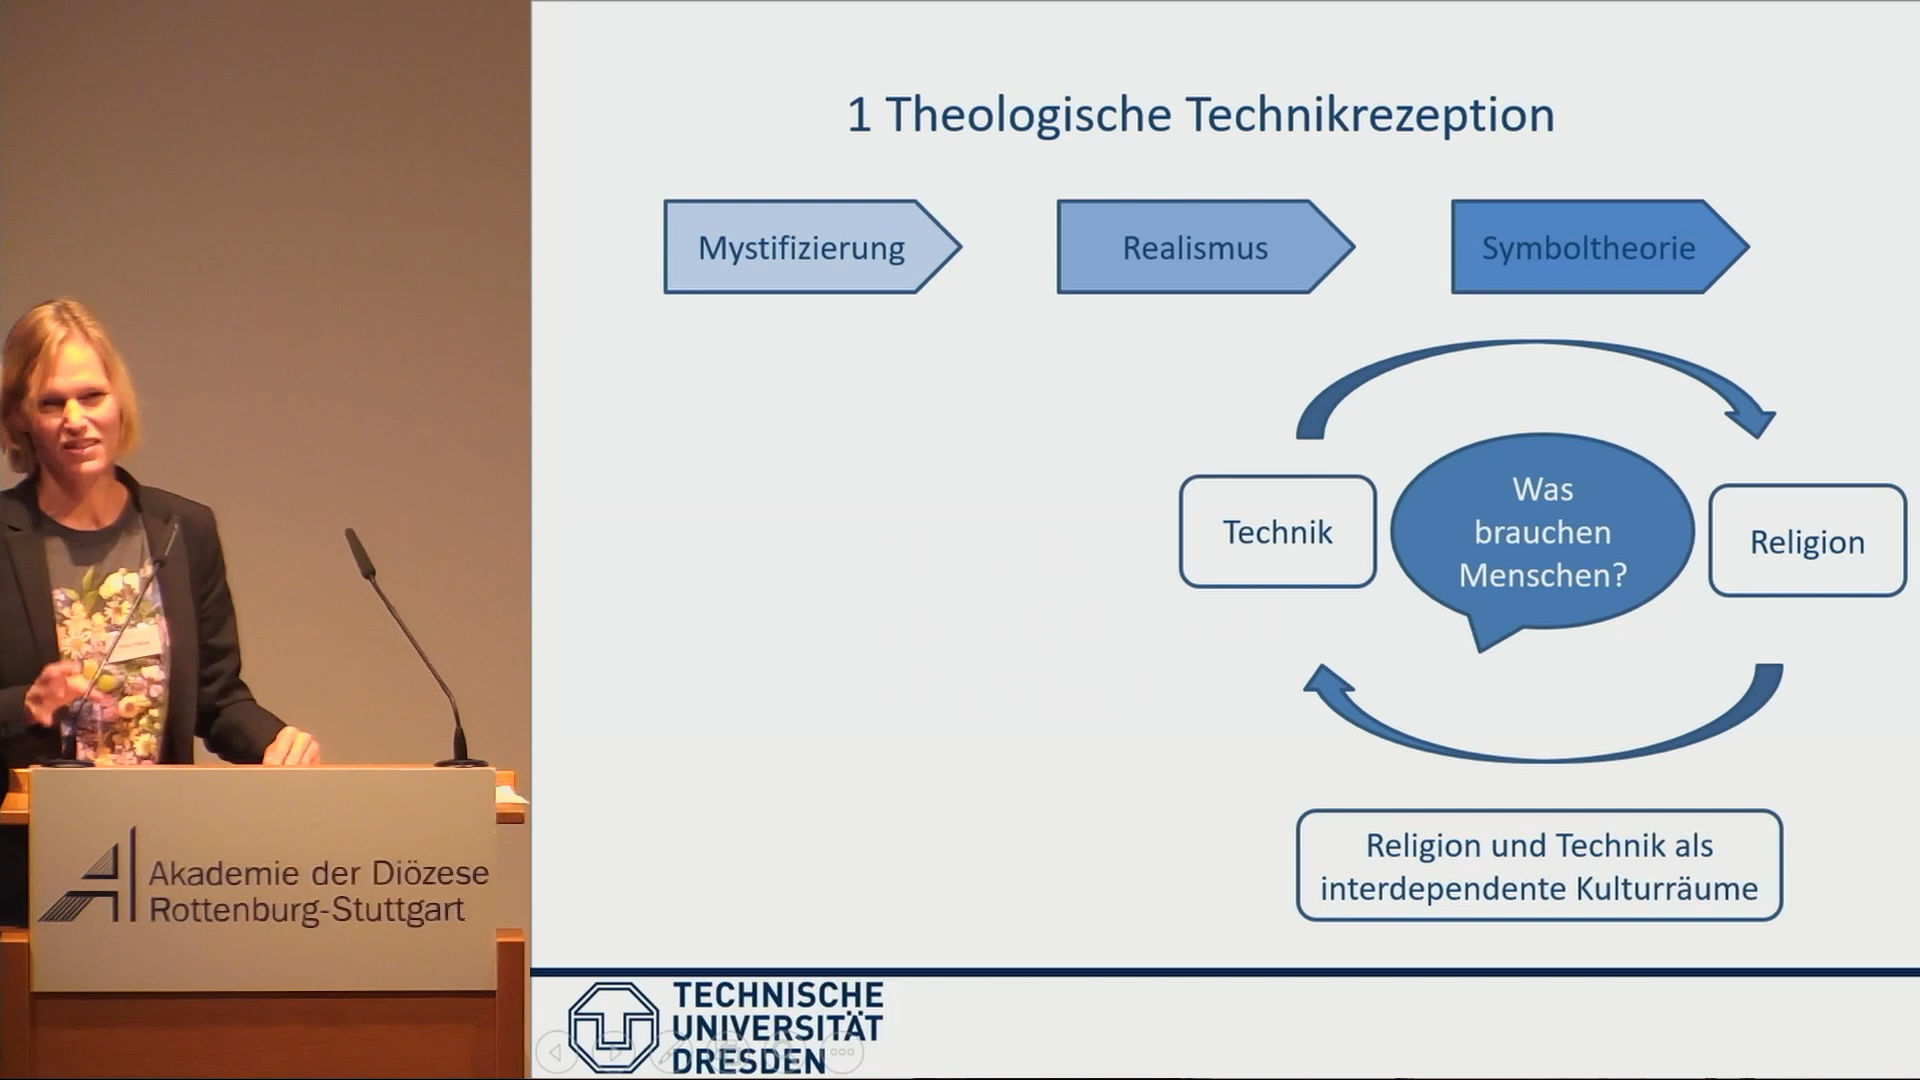 1 Theologische Technikrezeption
Mystifizierung
Realismus
Symboltheorie
Technik
Was
brauchen
Menschen?
Religion
Religion und Technik als
interdependente Kulturräume
Akademie der Diözese
Rottenburg-Stuttgart
TECHNISCHE
UNIVERSITÄT
DRESDEN